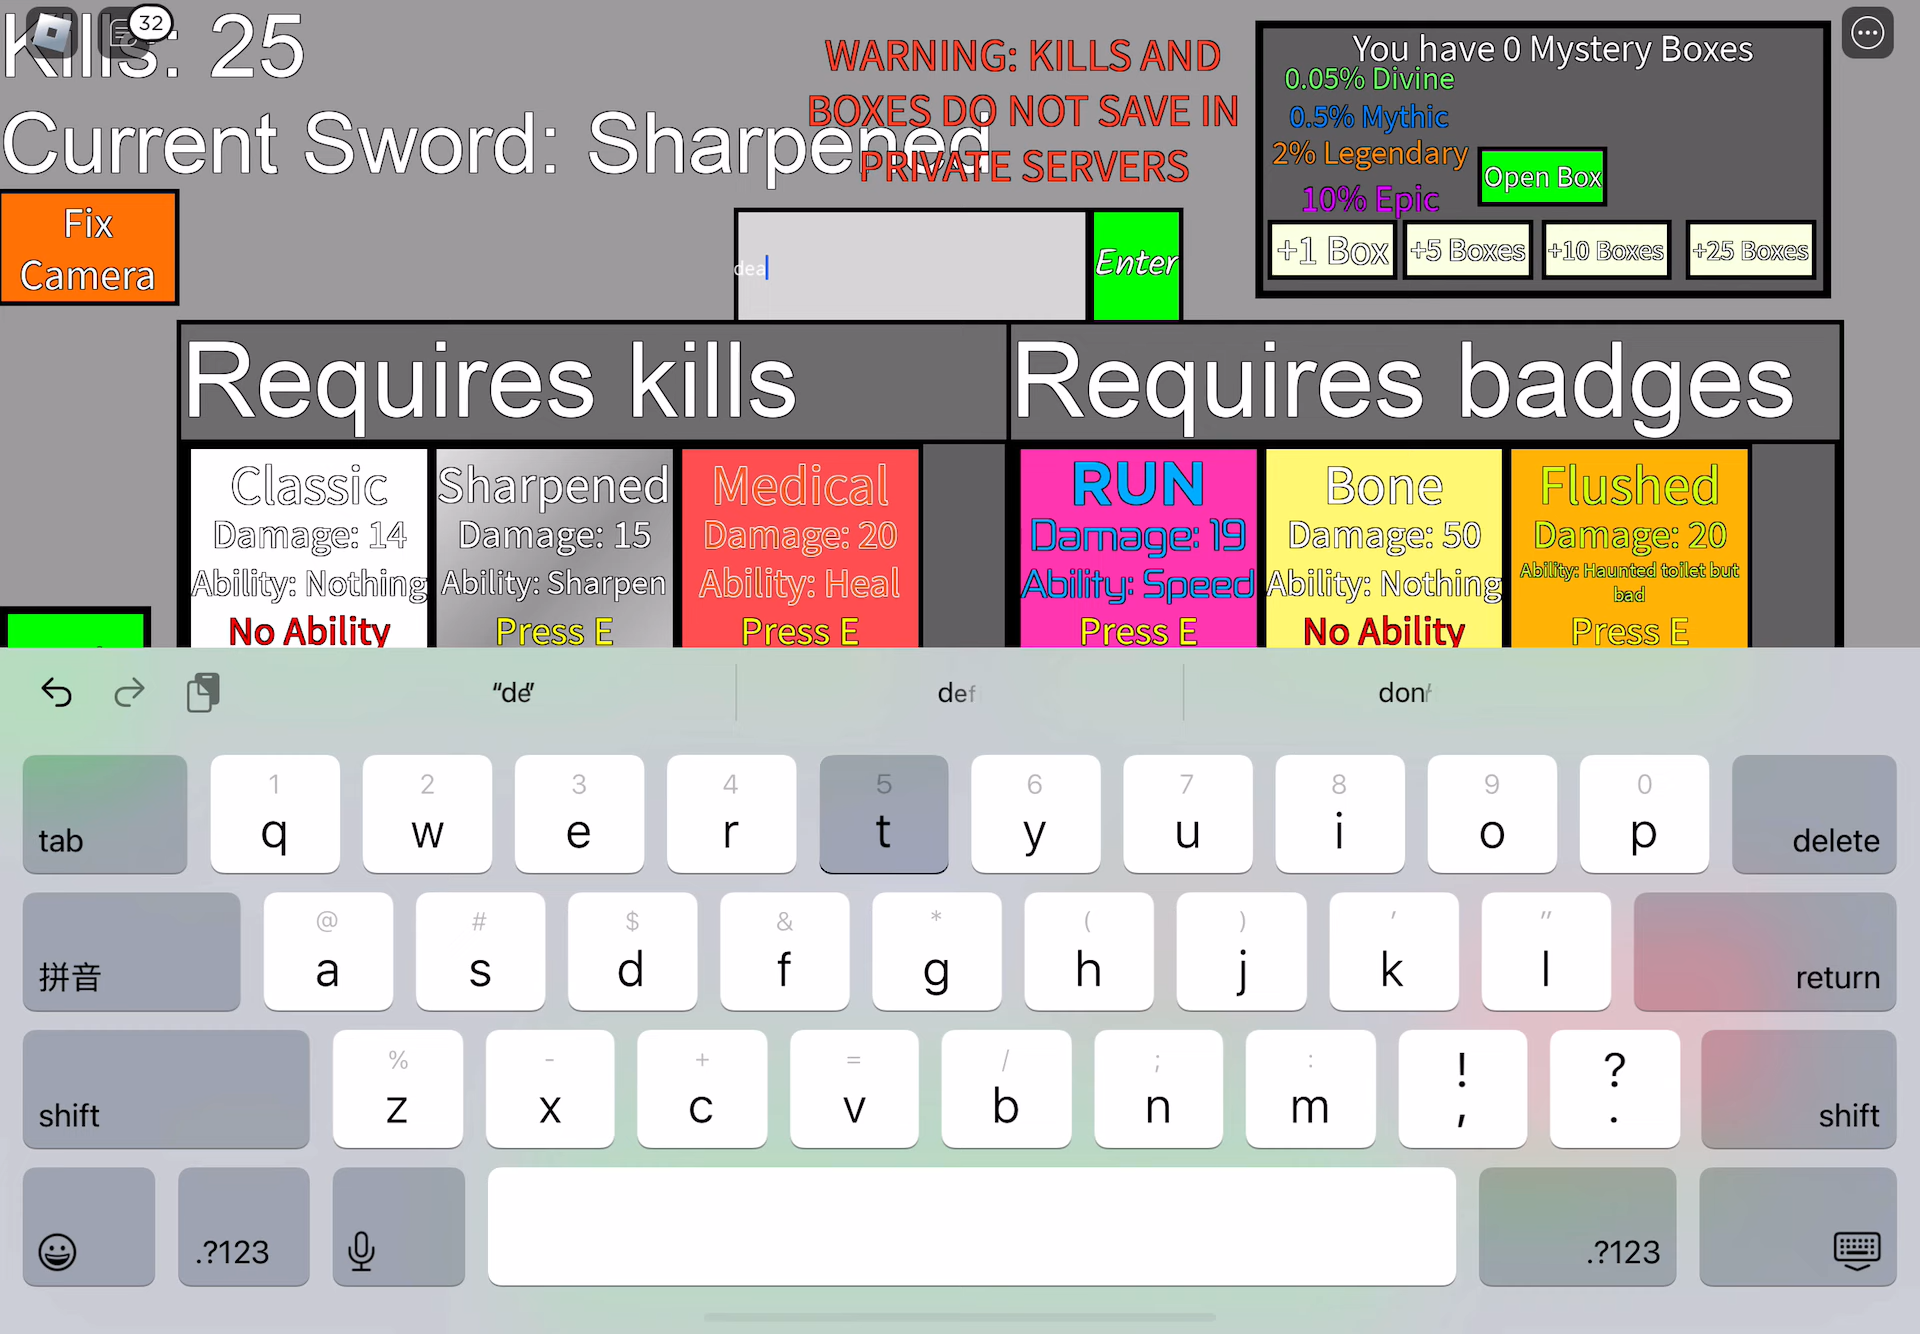 Kills: 25
32
Current Sword: Sharpened
WARNING: KILLS AND
BOXES DO NOT SAVE IN
PRIVATE SERVERS
You have 0 Mystery Boxes
0.05% Divine
0.5% Mythic
2% Legendary
10% Epic
Open Box
+1 Box
+5 Boxes
+10 Boxes
+25 Boxes
Fix
Camera
dea
Enter
Requires kills
Requires badges
Classic
Damage: 14
Ability: Nothing
No Ability
Sharpened
Damage: 15
Ability: Sharpen
Press E
Medical
Damage: 20
Ability: Heal
Press E
RUN
Damage: 19
Ability: Speed
Press E
Bone
Damage: 50
Ability: Nothing
No Ability
Flushed
Damage: 20
Ability: Haunted toilet but
bad
Press E
“de”
def
don'
tab 1 q 2 w 3 e 4 r 5 t 6 y 7 u 8 i 9 o 0 p delete
拼音 @ a # s $ d & f * g ( h ) j ' k " l return
shift % z - x + c = v / b ; n : m ! , ? . shift
.?123
.?123